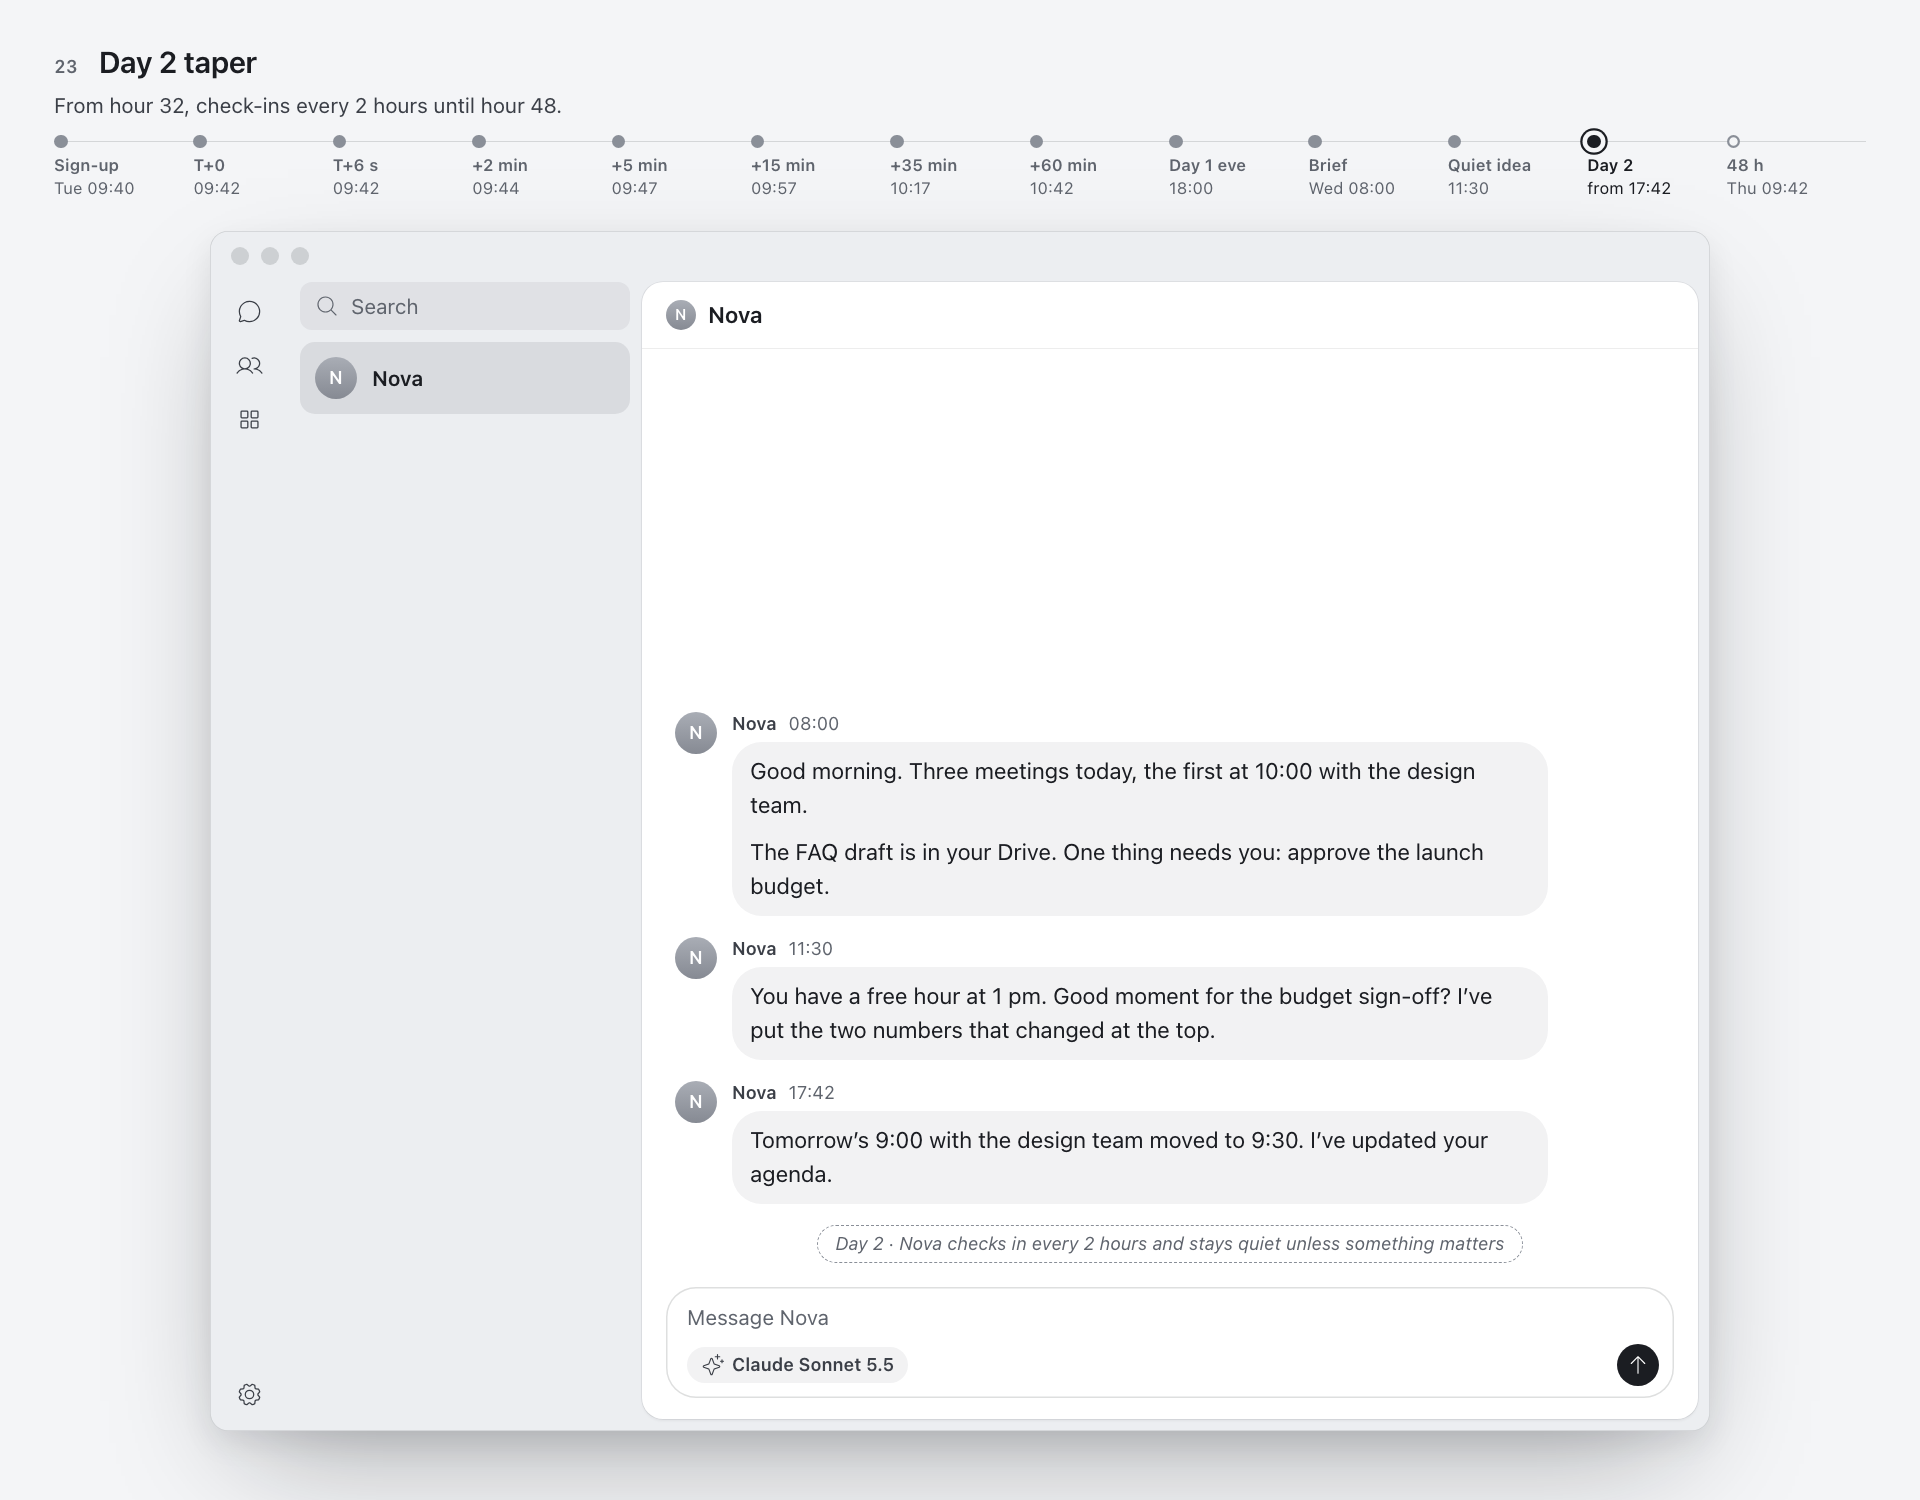 23 Day 2 taper
From hour 32, check-ins every 2 hours until hour 48.
Sign-up T+0 T+6 s +2 min +5 min +15 min +35 min +60 min Day 1 eve Brief Quiet idea Day 2 48 h
Tue 09:40 09:42 09:42 09:44 09:47 09:57 10:17 10:42 18:00 Wed 08:00 11:30 from 17:42 Thu 09:42
Search
N Nova
N Nova
N Nova 08:00
Good morning. Three meetings today, the first at 10:00 with the design
team.
The FAQ draft is in your Drive. One thing needs you: approve the launch
budget.
N Nova 11:30
You have a free hour at 1 pm. Good moment for the budget sign-off? I’ve
put the two numbers that changed at the top.
N Nova 17:42
Tomorrow’s 9:00 with the design team moved to 9:30. I’ve updated your
agenda.
Day 2 · Nova checks in every 2 hours and stays quiet unless something matters
Message Nova
Claude Sonnet 5.5